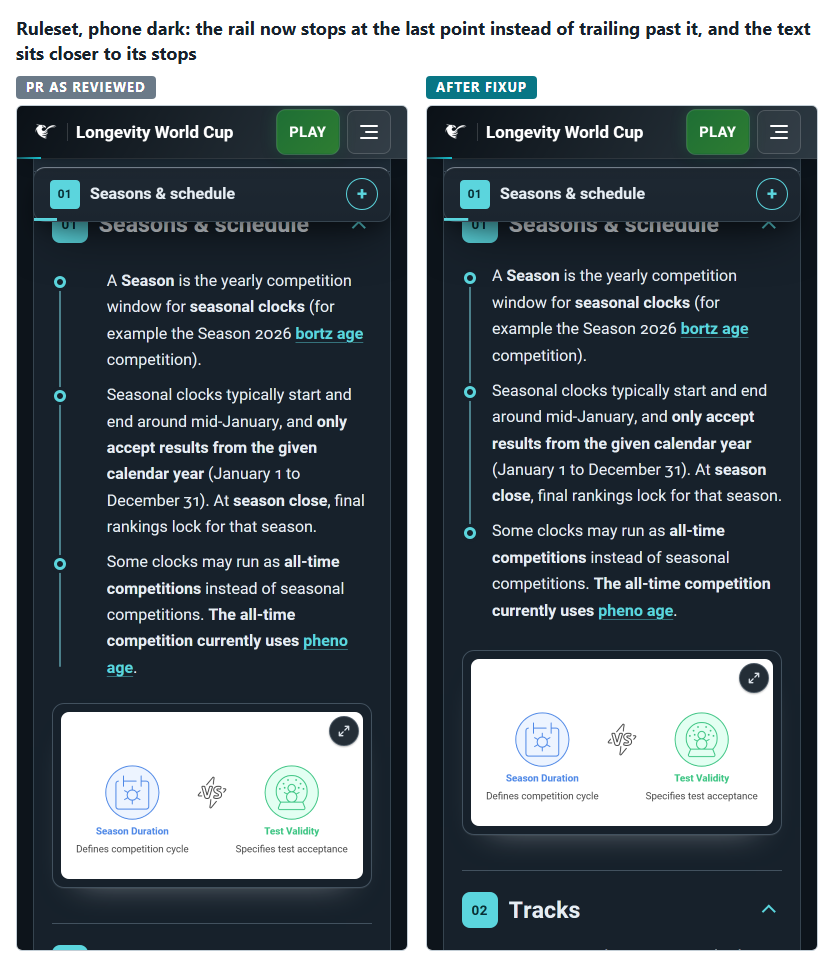 Ruleset, phone dark: the rail now stops at the last point instead of trailing past it, and the text
sits closer to its stops
PR AS REVIEWED
Longevity World Cup
PLAY
01
Seasons & schedule
+
01
Seasons & schedule
A Season is the yearly competition
window for seasonal clocks (for
example the Season 2026 bortz age
competition).
Seasonal clocks typically start and
end around mid-January, and only
accept results from the given
calendar year (January 1 to
December 31). At season close, final
rankings lock for that season.
Some clocks may run as all-time
competitions instead of seasonal
competitions. The all-time
competition currently uses pheno
age.
VS
Season Duration
Test Validity
Defines competition cycle
Specifies test acceptance
AFTER FIXUP
Longevity World Cup
PLAY
01
Seasons & schedule
+
01
Seasons & schedule
A Season is the yearly competition
window for seasonal clocks (for
example the Season 2026 bortz age
competition).
Seasonal clocks typically start and end
around mid-January, and only accept
results from the given calendar year
(January 1 to December 31). At season
close, final rankings lock for that season.
Some clocks may run as all-time
competitions instead of seasonal
competitions. The all-time competition
currently uses pheno age.
VS
Season Duration
Test Validity
Defines competition cycle
Specifies test acceptance
02
Tracks